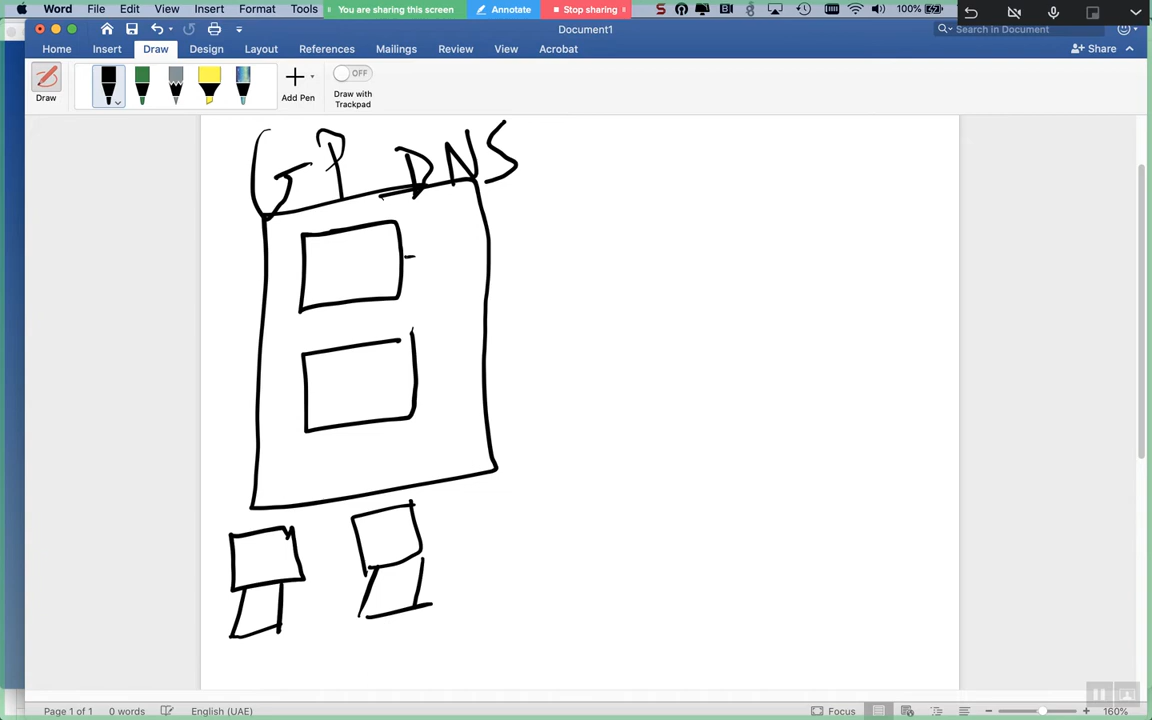 Word File Edit View Insert Format Tools You are sharing this screen Annotate Stop sharing 100%
Document1 Search In Document
Home Insert Draw Design Layout References Mailings Review View Acrobat Share
OFF
Draw Add Pen Draw with
Trackpad
GP DNS
Page 1 of 1 0 words English (UAE) Focus 160%